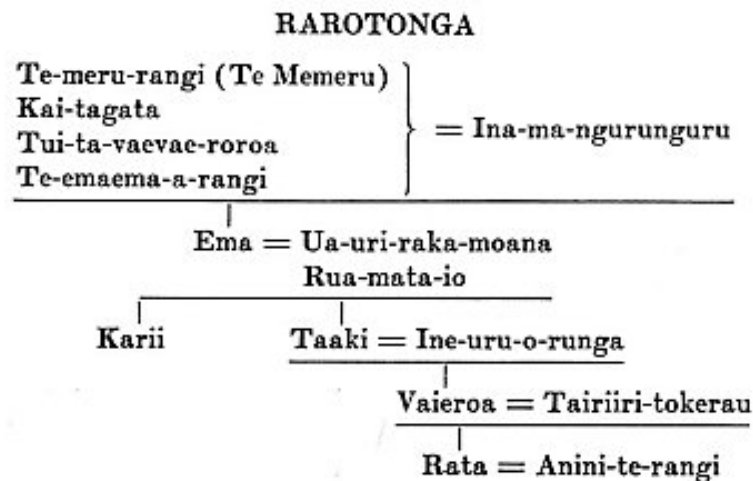 RAROTONGA
Te-meru-rangi (Te Memeru)
Kai-tagata
Tui-ta-vaevae-roroa
Te-emaema-a-rangi
= Ina-ma-ngurunguru
Ema = Ua-uri-raka-moana
Rua-mata-io
Karii Taaki = Ine-uru-o-runga
Vaieroa = Tairiiri-tokerau
Rata = Anini-te-rangi